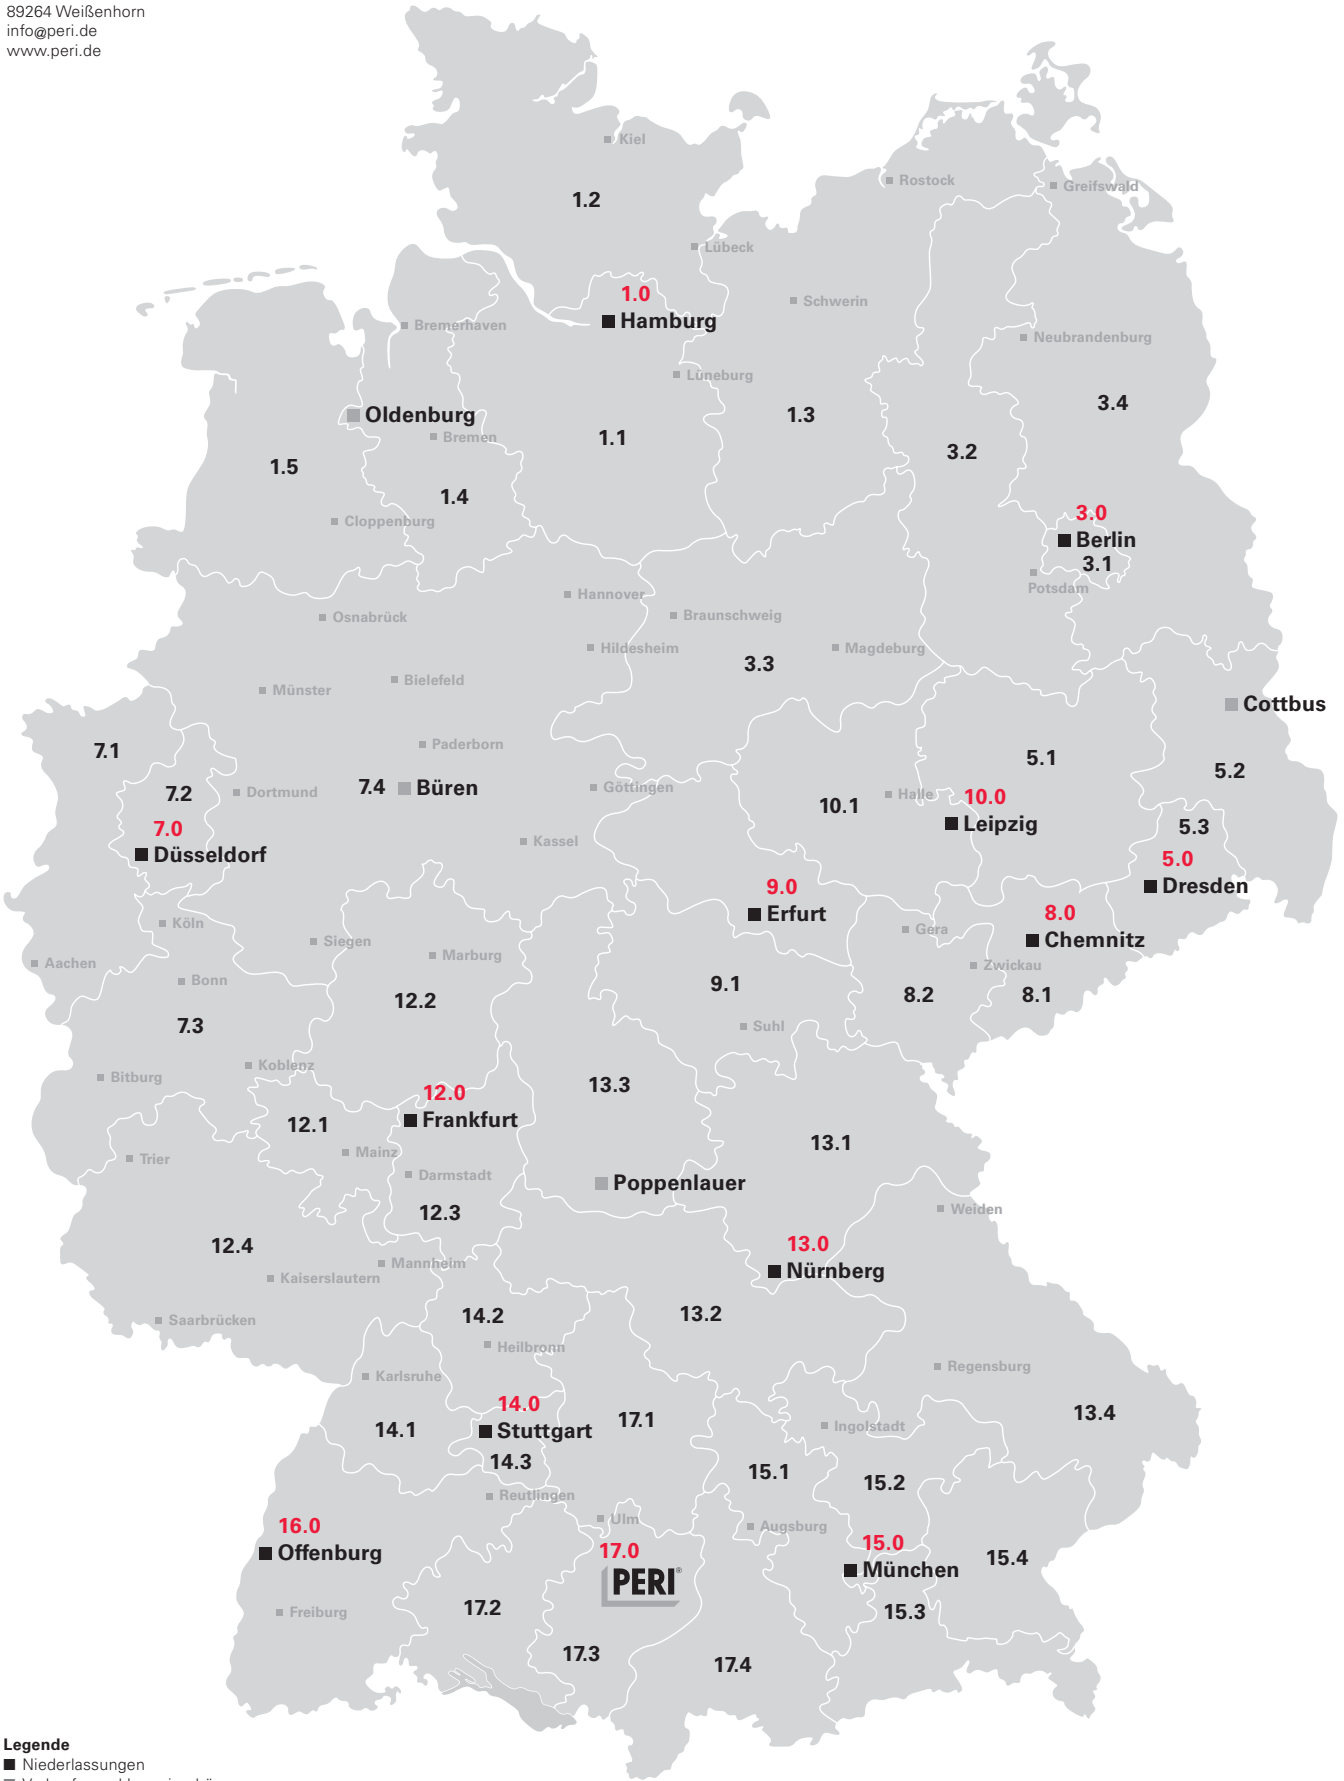 89264 Weißenhorn
info@peri.de
www.peri.de
Kiel
Rostock
Greifswald
1.2
Lübeck
1.0
Schwerin
Hamburg
Bremerhaven
Neubrandenburg
Lüneburg
3.4
Oldenburg
1.3
Bremen
1.1
3.2
1.5
1.4
3.0
Cloppenburg
Berlin
3.1
Potsdam
Hannover
Osnabrück
Braunschweig
Hildesheim
Magdeburg
3.3
Bielefeld
Münster
Cottbus
Paderborn
7.1
5.1
5.2
7.4
Büren
Göttingen
7.2
Dortmund
Halle
10.0
10.1
7.0
Leipzig
5.3
Kassel
Düsseldorf
5.0
9.0
Dresden
Erfurt
8.0
Köln
Gera
Siegen
Chemnitz
Marburg
Aachen
Zwickau
Bonn
9.1
12.2
8.2
8.1
7.3
Suhl
Koblenz
Bitburg
13.3
12.0
Frankfurt
12.1
13.1
Mainz
Trier
Darmstadt
Poppenlauer
12.3
Weiden
12.4
13.0
Mannheim
Nürnberg
Kaiserslautern
14.2
13.2
Saarbrücken
Heilbronn
Regensburg
Karlsruhe
14.0
13.4
17.1
14.1
Stuttgart
Ingolstadt
14.3
15.1
15.2
Reutlingen
Ulm
16.0
Augsburg
15.0
Offenburg
17.0
15.4
München
PERI®
17.2
Freiburg
15.3
17.3
17.4
Legende
Niederlassungen